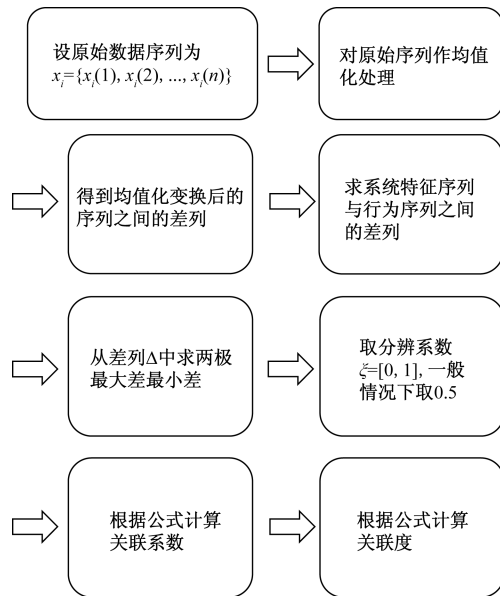 设原始数据序列为
x_i={x_i(1), x_i(2), ..., x_i(n)}
对原始序列作均值
化处理
得到均值化变换后的
序列之间的差列
求系统特征序列
与行为序列之间
的差列
从差列Δ中求两极
最大差最小差
取分辨系数
ξ=[0, 1], 一般
情况下取0.5
根据公式计算
关联系数
根据公式计算
关联度